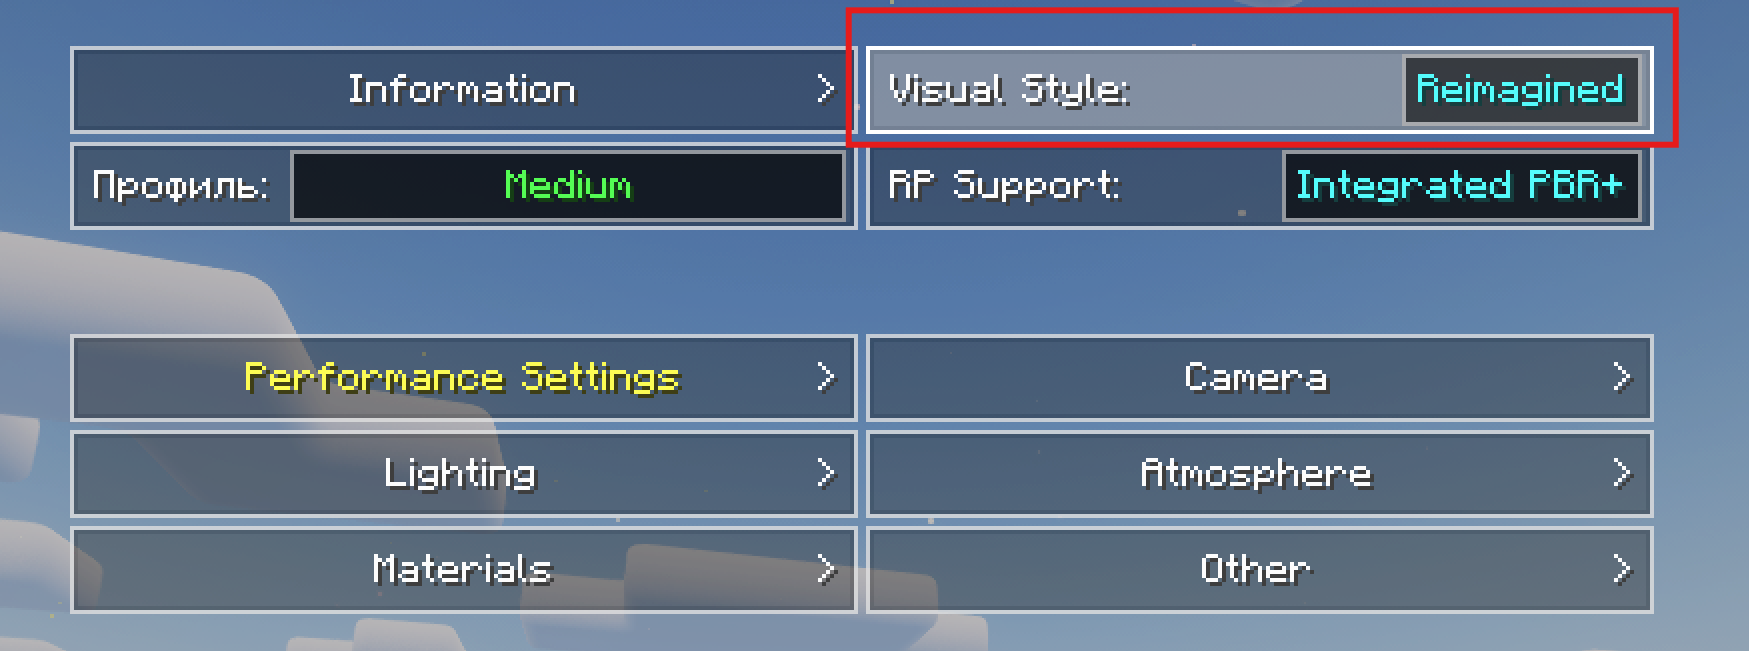 Information >
Visual Style: Reimagined
Профиль: Medium
RP Support: Integrated PBR+
Performance Settings >
Camera >
Lighting >
Atmosphere >
Materials >
Other >